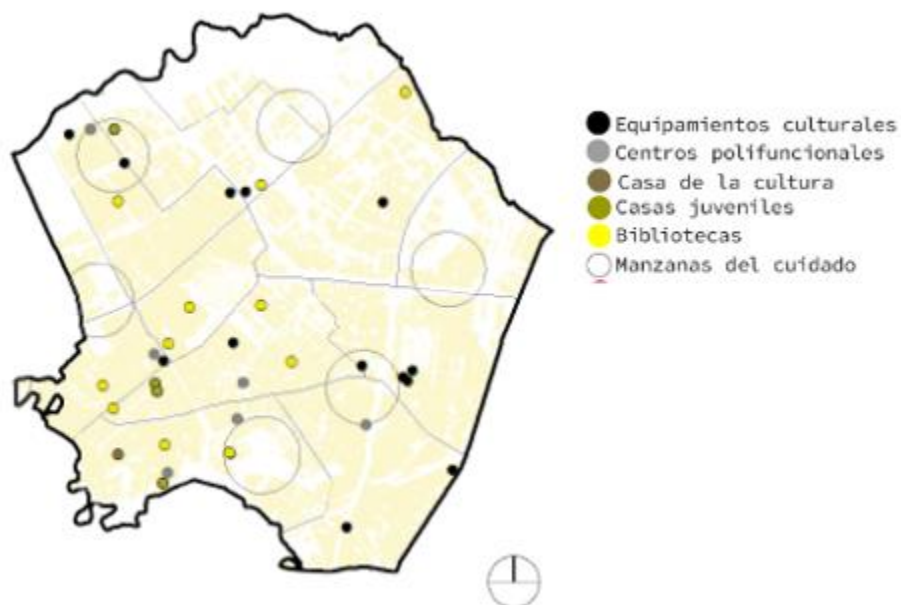 Equipamientos culturales
Centros polifuncionales
Casa de la cultura
Casas juveniles
Bibliotecas
Manzanas del cuidado